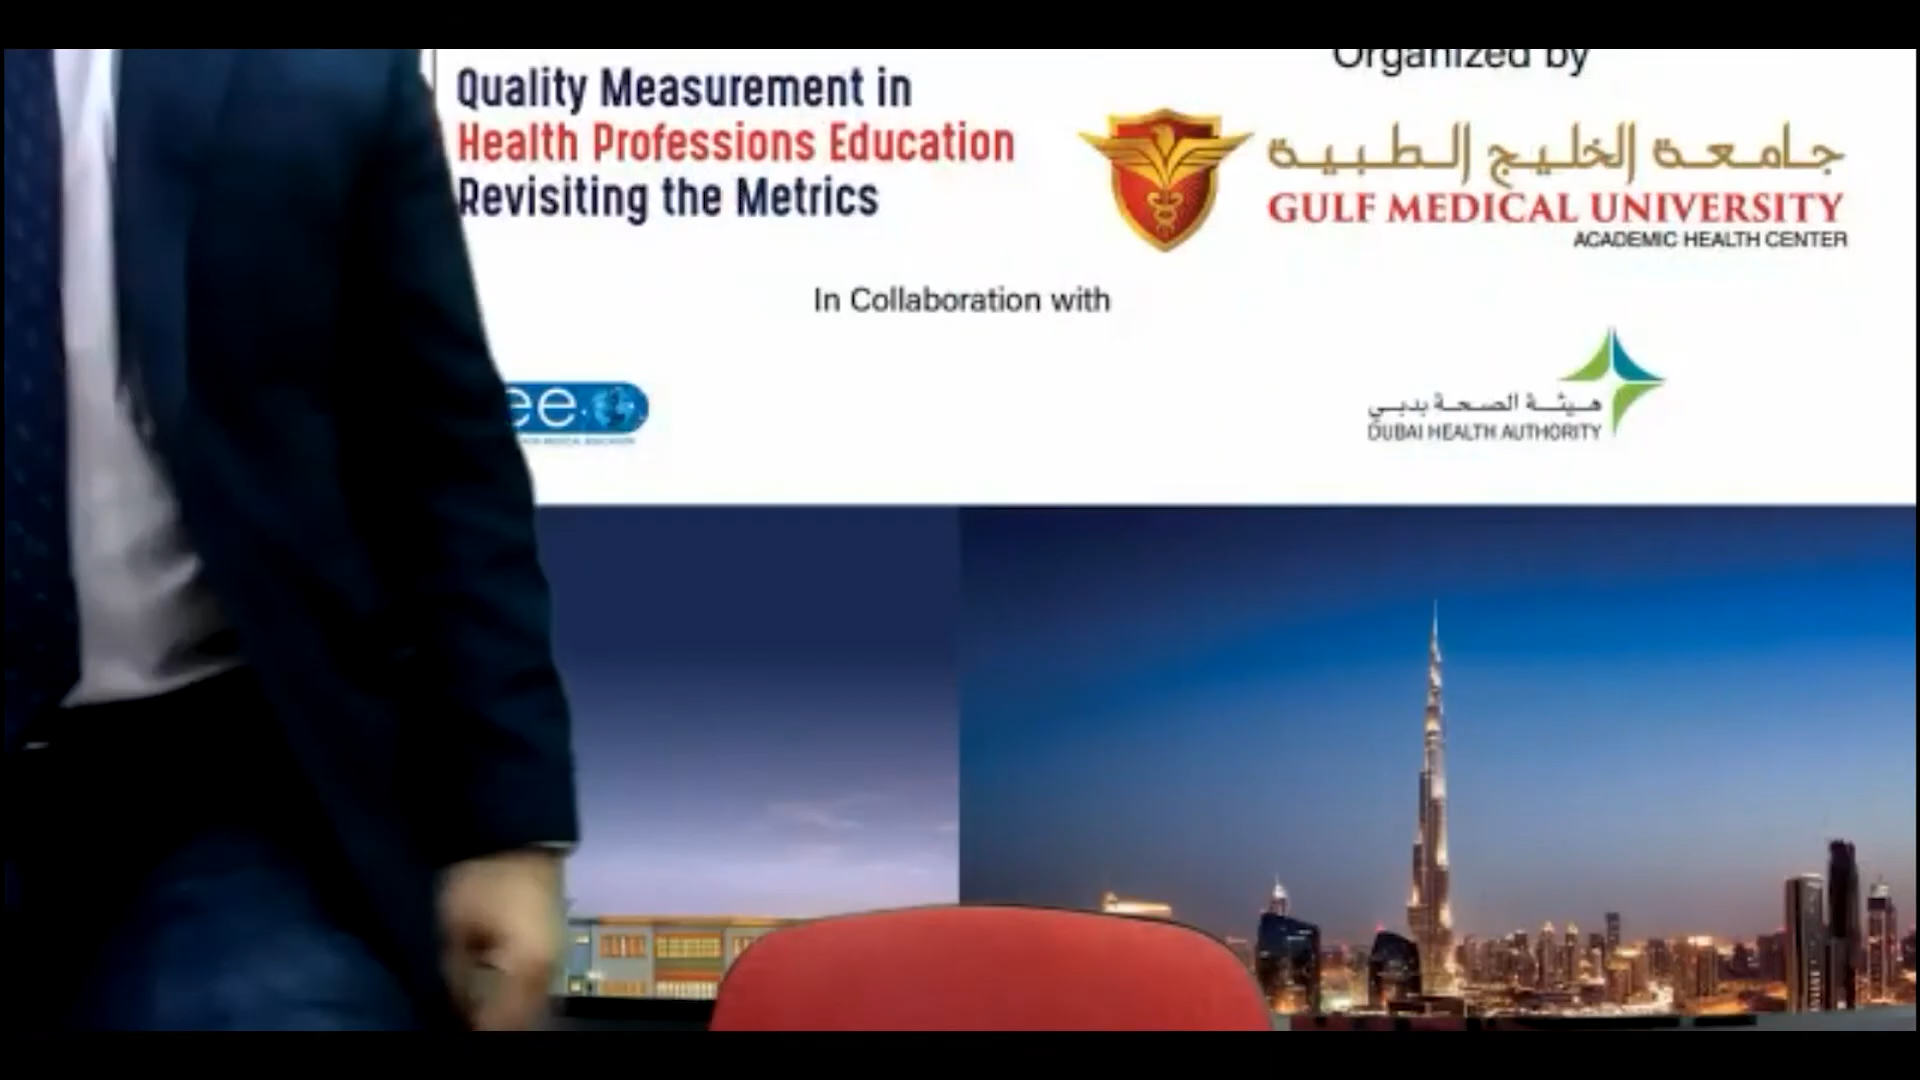 Organized by
Quality Measurement in
Health Professions Education
Revisiting the Metrics
جامعة الخليج الطبية
GULF MEDICAL UNIVERSITY
ACADEMIC HEALTH CENTER
In Collaboration with
ee
هيئة الصحة بدبي
DUBAI HEALTH AUTHORITY